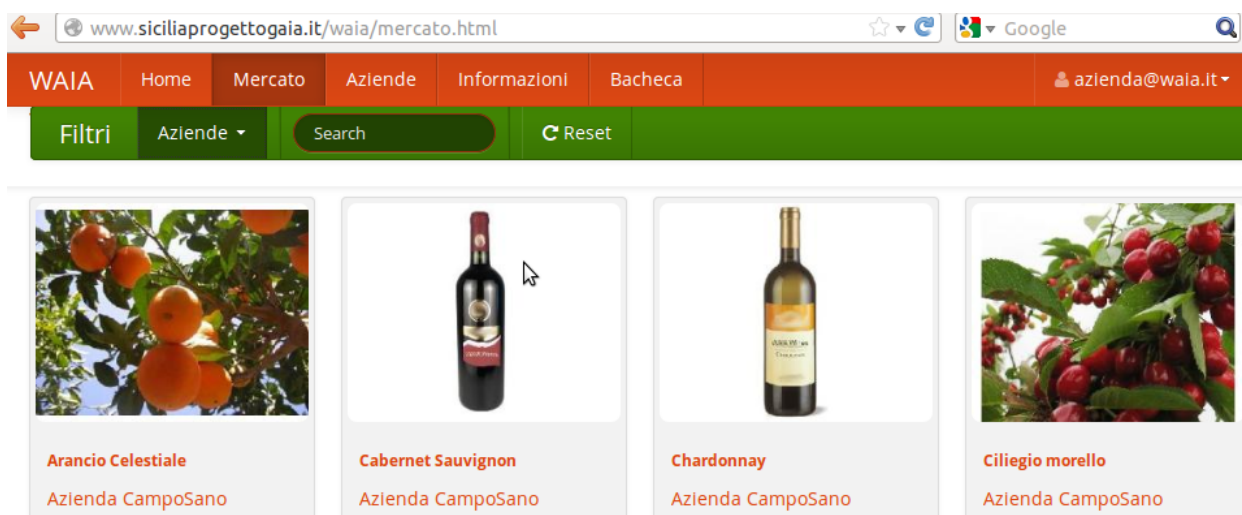 www.siciliaprogettogaia.it/waia/mercato.html Google
WAIA Home Mercato Aziende Informazioni Bacheca azienda@waia.it
Filtri Aziende Search Reset
Arancio Celestiale Cabernet Sauvignon Chardonnay Ciliegio morello
Azienda CampoSano Azienda CampoSano Azienda CampoSano Azienda CampoSano